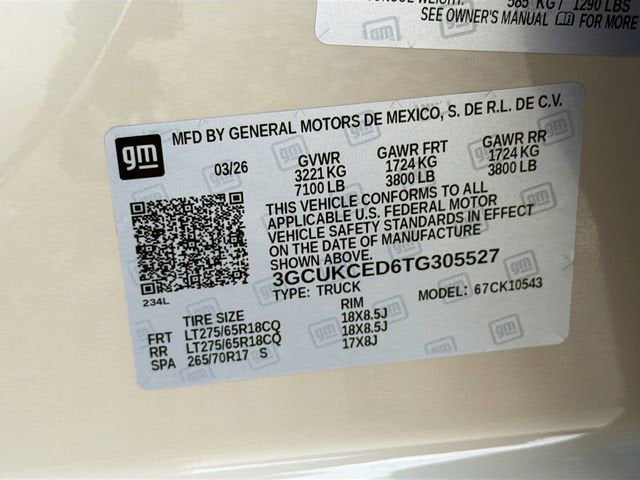 585 KG / 1290 LBS
SEE OWNER'S MANUAL FOR MORE
gm
MFD BY GENERAL MOTORS DE MEXICO, S. DE R.L. DE C.V.
03/26
GVWR
3221 KG
7100 LB
GAWR FRT
1724 KG
3800 LB
GAWR RR
1724 KG
3800 LB
THIS VEHICLE CONFORMS TO ALL
APPLICABLE U.S. FEDERAL MOTOR
VEHICLE SAFETY STANDARDS IN EFFECT
ON THE DATE OF MANUFACTURE
SHOWN ABOVE.
3GCUKCED6TG305527
TYPE: TRUCK
MODEL: 67CK10543
234L
TIRE SIZE RIM
FRT LT275/65R18CQ 18X8.5J
RR LT275/65R18CQ 18X8.5J
SPA 265/70R17 S 17X8J